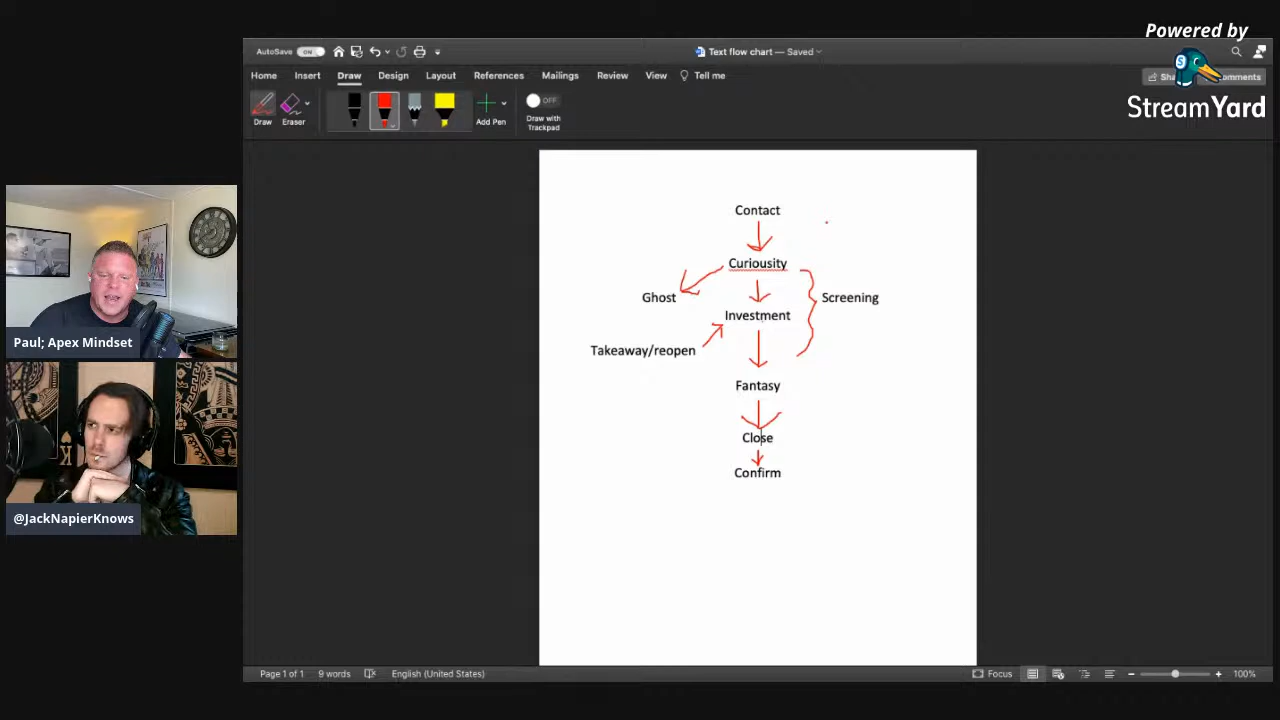 Powered by
StreamYard
AutoSave ON
Text flow chart — Saved
Home Insert Draw Design Layout References Mailings Review View Tell me
Draw Eraser Add Pen Draw with Trackpad OFF
Contact
Curiousity
Ghost Screening
Investment
Takeaway/reopen
Fantasy
Close
Confirm
Paul; Apex Mindset
@JackNapierKnows
Page 1 of 1 9 words English (United States) Focus 100%